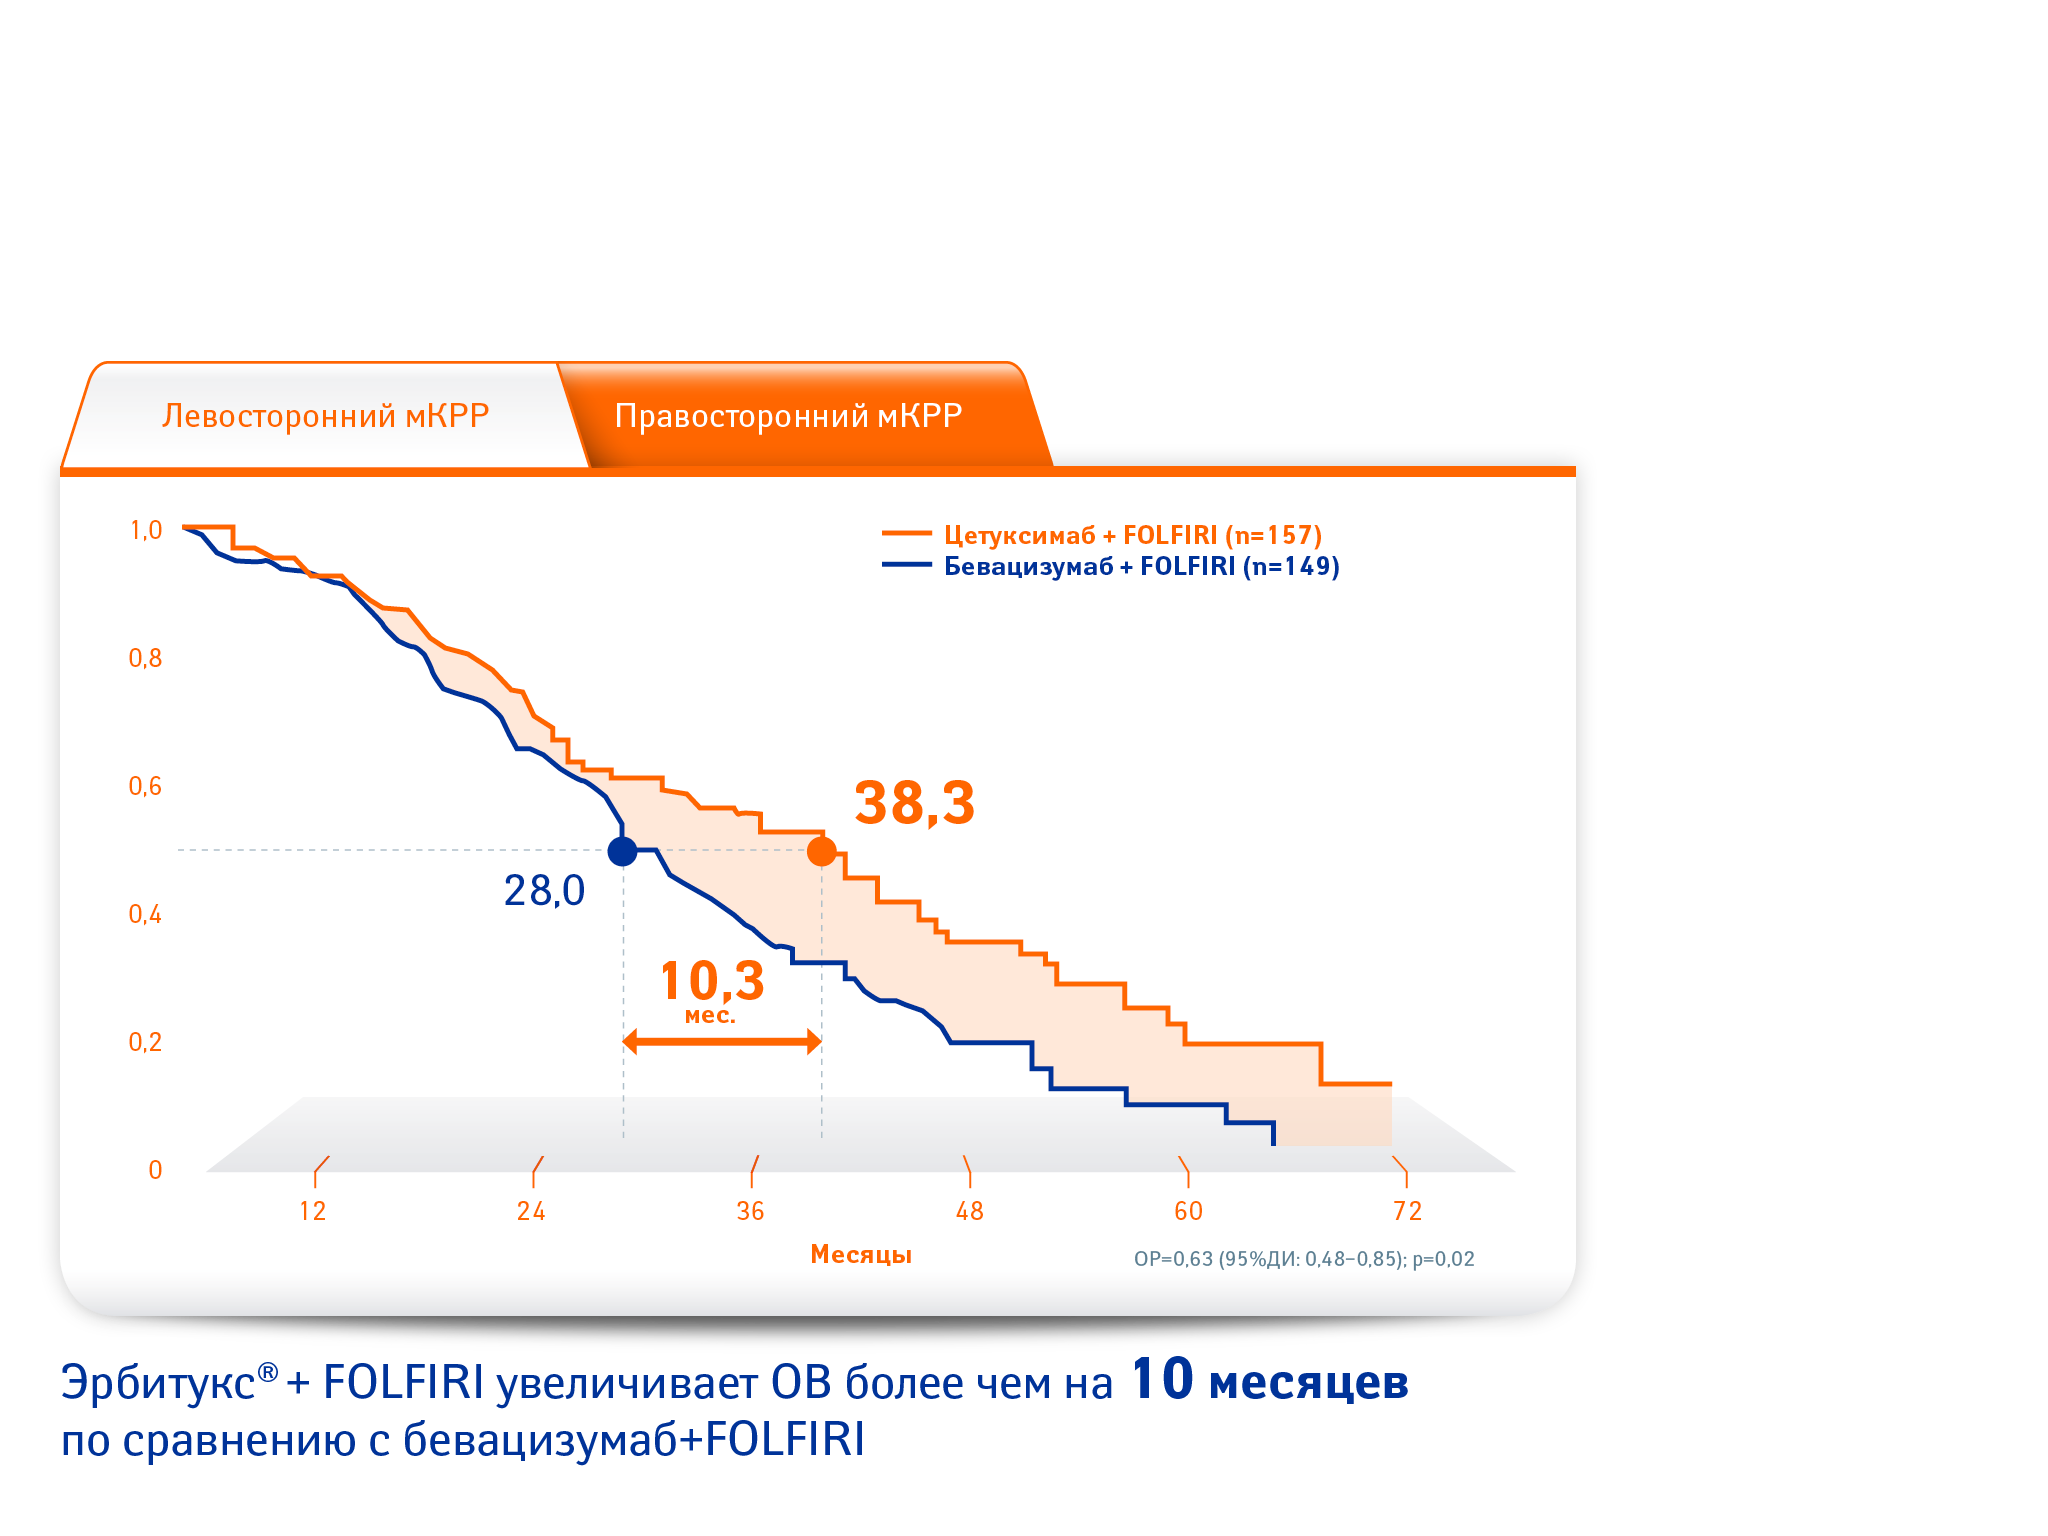 Левосторонний мКРР
Правосторонний мКРР
Цетуксимаб + FOLFIRI (n=157)
Бевацизумаб + FOLFIRI (n=149)
1,0
0,8
0,6
0,4
0,2
0
38,3
28,0
10,3
мес.
12 24 36 48 60 72
Месяцы
ОР=0,63 (95%ДИ: 0,48–0,85); p=0,02
Эрбитукс® + FOLFIRI увеличивает ОВ более чем на 10 месяцев
по сравнению с бевацизумаб+FOLFIRI